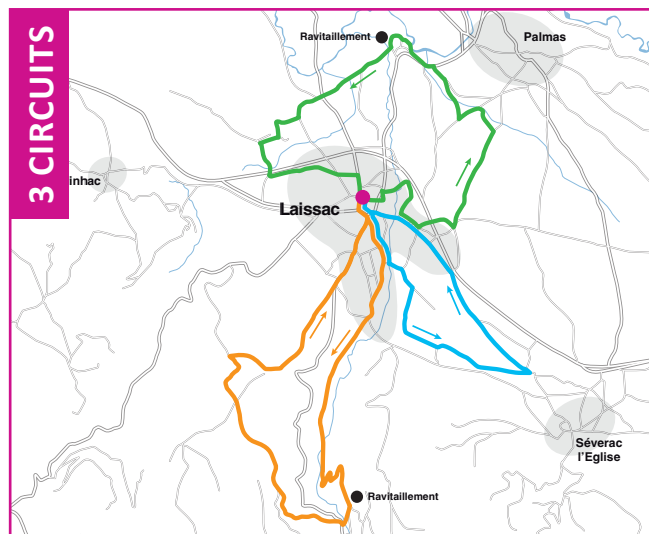 3 CIRCUITS
Ravitaillement
Palmas
inhac
Laissac
Séverac
l'Eglise
Ravitaillement